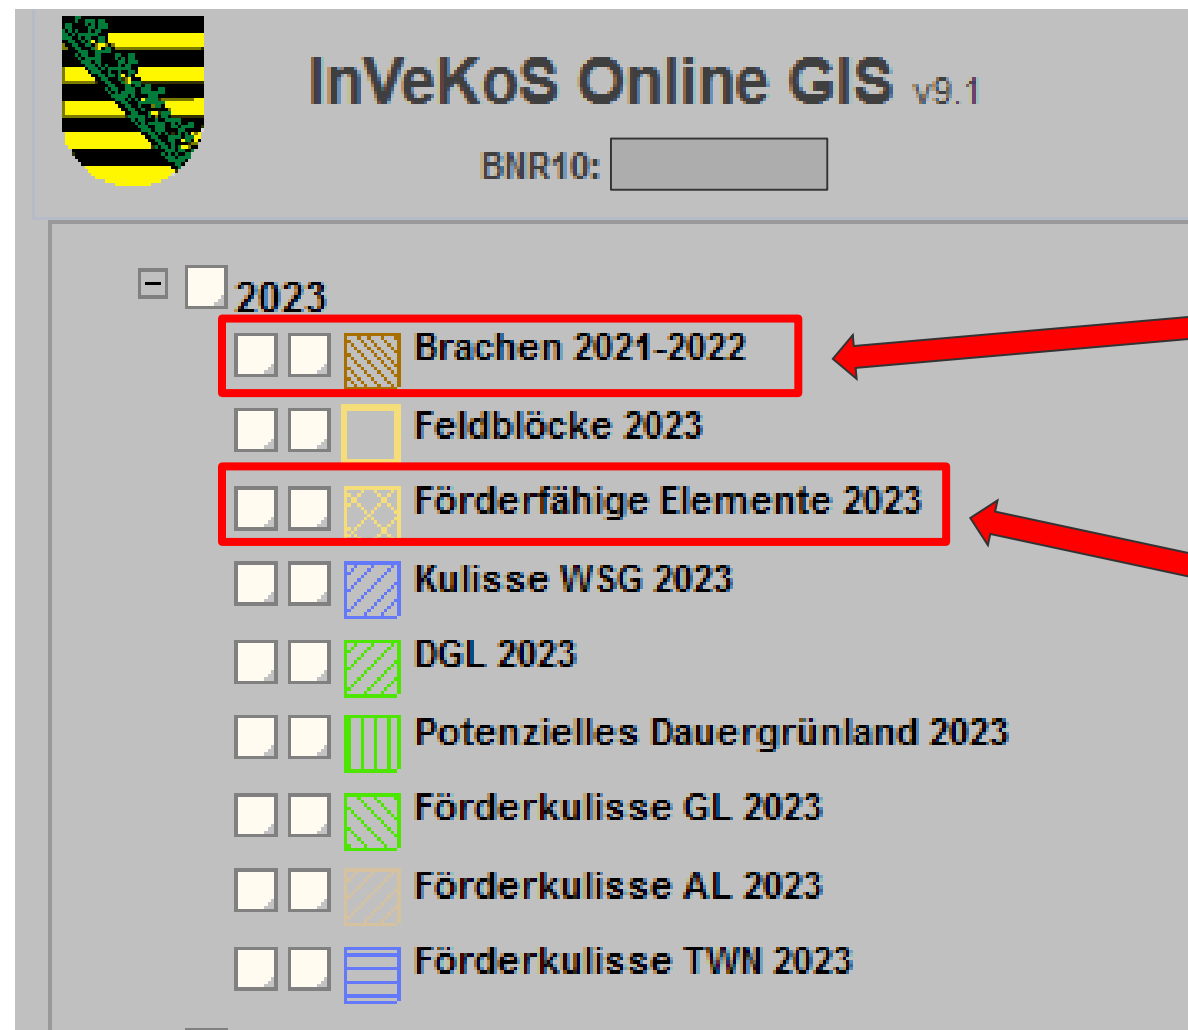 InVeKoS Online GIS v9.1
BNR10:
2023
Brachen 2021-2022
Feldblöcke 2023
Förderfähige Elemente 2023
Kulisse WSG 2023
DGL 2023
Potenzielles Dauergrünland 2023
Förderkulisse GL 2023
Förderkulisse AL 2023
Förderkulisse TWN 2023